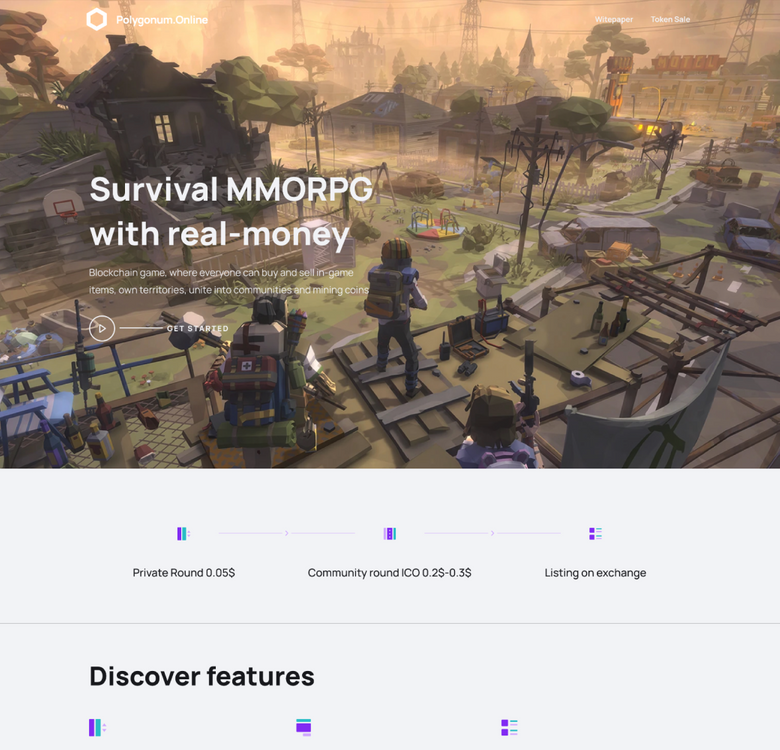 Polygonum.Online
Witepaper Token Sale
Survival MMORPG
with real-money
Blockchain game, where everyone can buy and sell in-game
items, own territories, unite into communities and mining coins
GET STARTED
Private Round 0.05$
Community round ICO 0.2$-0.3$
Listing on exchange
Discover features